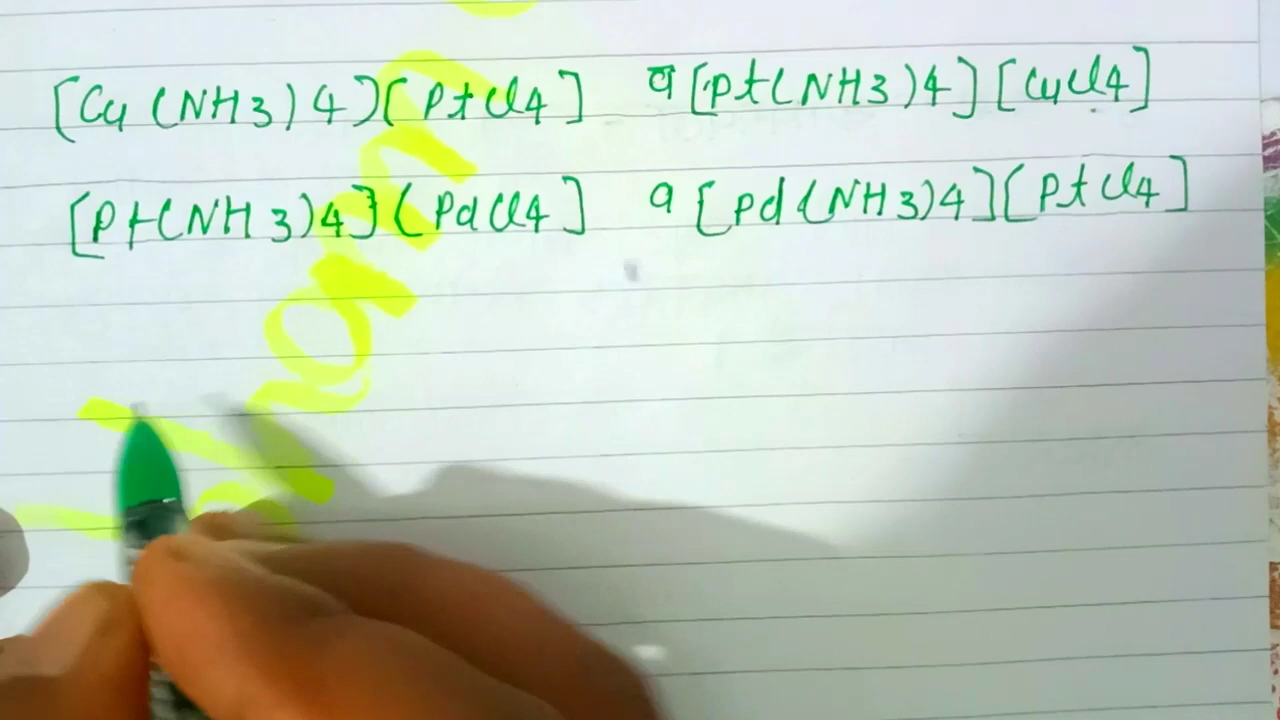 [Cu(NH3)4][PtCl4] व [Pt(NH3)4][CuCl4]
[Pt(NH3)4][PdCl4] व [Pd(NH3)4][PtCl4]